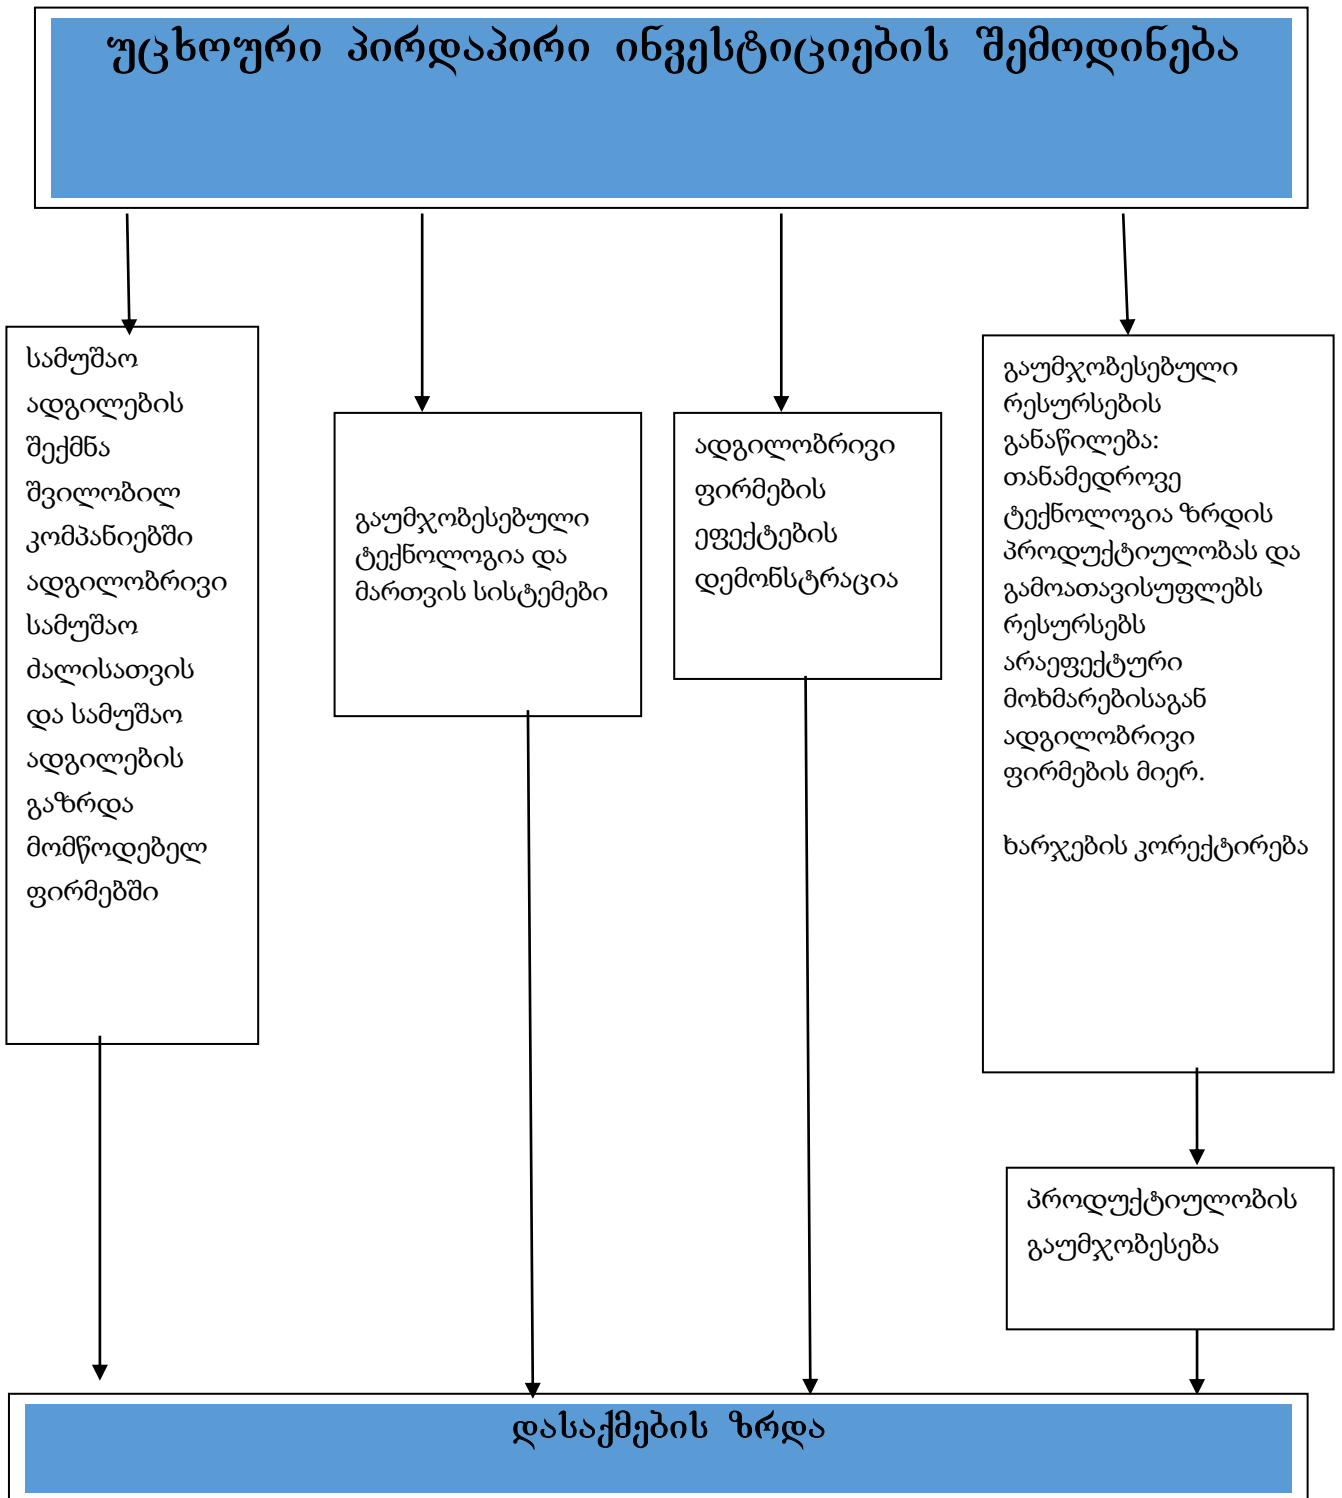 უცხოური პირდაპირი ინვესტიციების შემოდინება
სამუშაო
ადგილების
შექმნა
შვილობილ
კომპანიებში
ადგილობრივი
სამუშაო
ძალისათვის
და სამუშაო
ადგილების
გაზრდა
მომწოდებელ
ფირმებში
გაუმჯობესებული
ტექნოლოგია და
მართვის სისტემები
ადგილობრივი
ფირმების
ეფექტების
დემონსტრაცია
გაუმჯობესებული
რესურსების
განაწილება:
თანამედროვე
ტექნოლოგია ზრდის
პროდუქტიულობას და
გამოათავისუფლებს
რესურსებს
არაეფექტური
მოხმარებისაგან
ადგილობრივი
ფირმების მიერ.
ხარჯების კორექტირება
პროდუქტიულობის
გაუმჯობესება
დასაქმების ზრდა